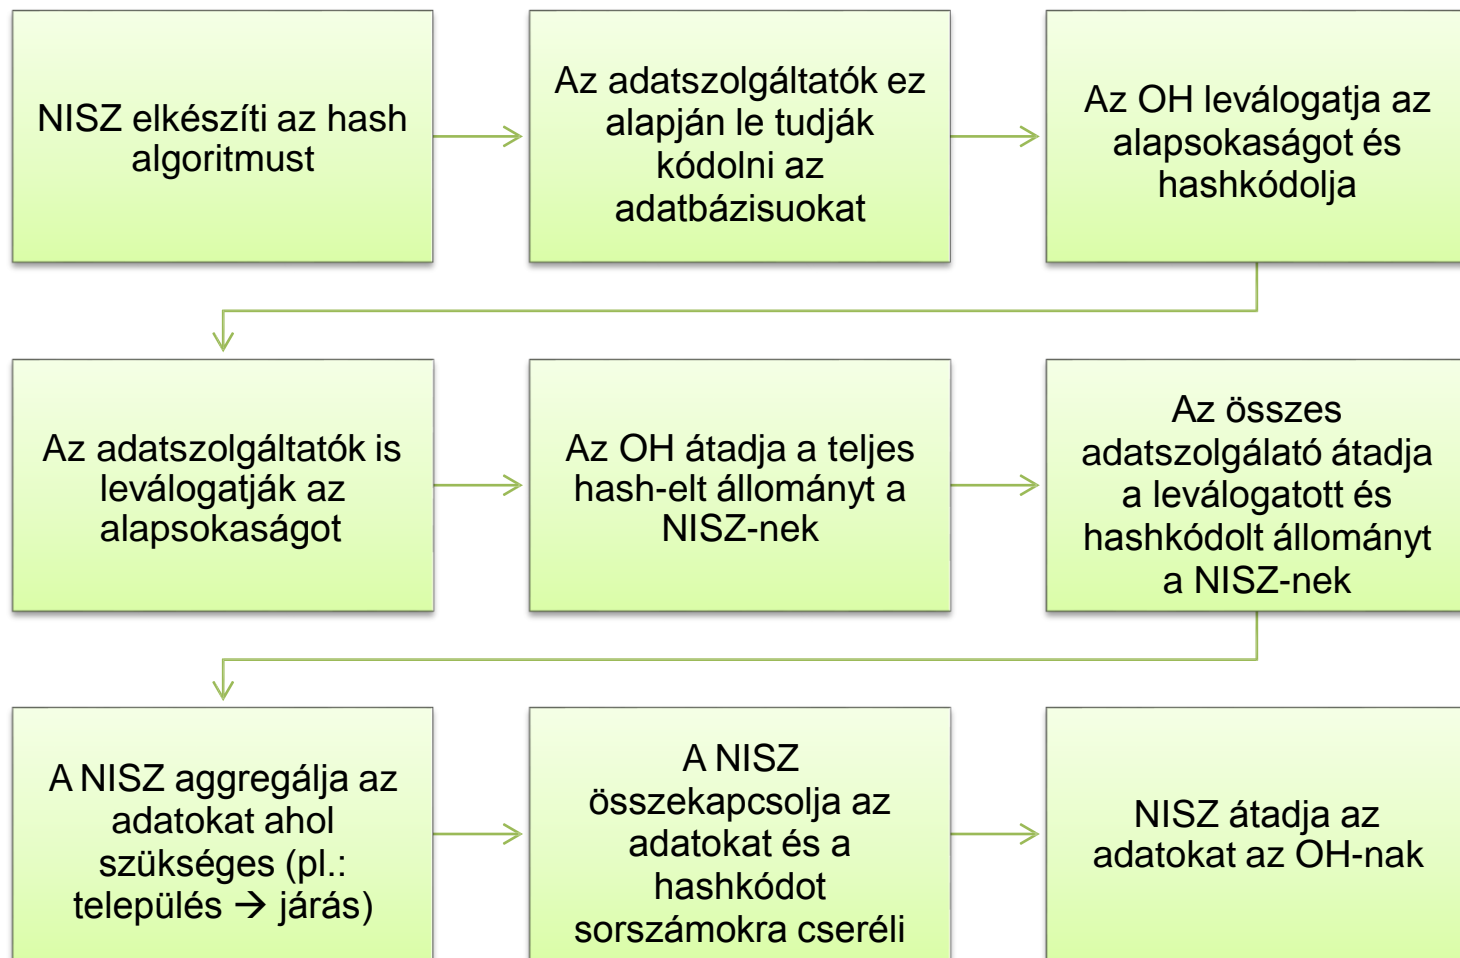 NISZ elkészíti az hash
algoritmust
Az adatszolgáltatók ez
alapján le tudják
kódolni az
adatbázisuokat
Az OH leválogatja az
alapsokaságot és
hashkódolja
Az adatszolgáltatók is
leválogatják az
alapsokaságot
Az OH átadja a teljes
hash-elt állományt a
NISZ-nek
Az összes
adatszolgálató átadja
a leválogatott és
hashkódolt állományt
a NISZ-nek
A NISZ aggregálja az
adatokat ahol
szükséges (pl.:
település → járás)
A NISZ
összekapcsolja az
adatokat és a
hashkódot
sorszámokra cseréli
NISZ átadja az
adatokat az OH-nak